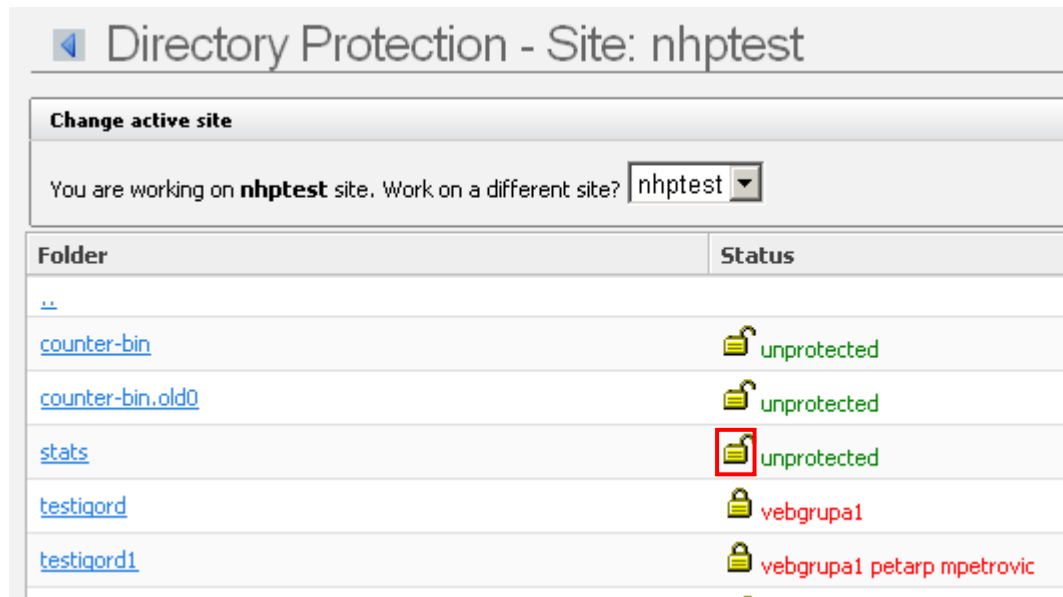 Directory Protection - Site: nhptest
Change active site
You are working on nhptest site. Work on a different site? nhptest
Folder Status
..
counter-bin unprotected
counter-bin.old0 unprotected
stats unprotected
testigord vebgrupa1
testigord1 vebgrupa1 petarp mpetrovic